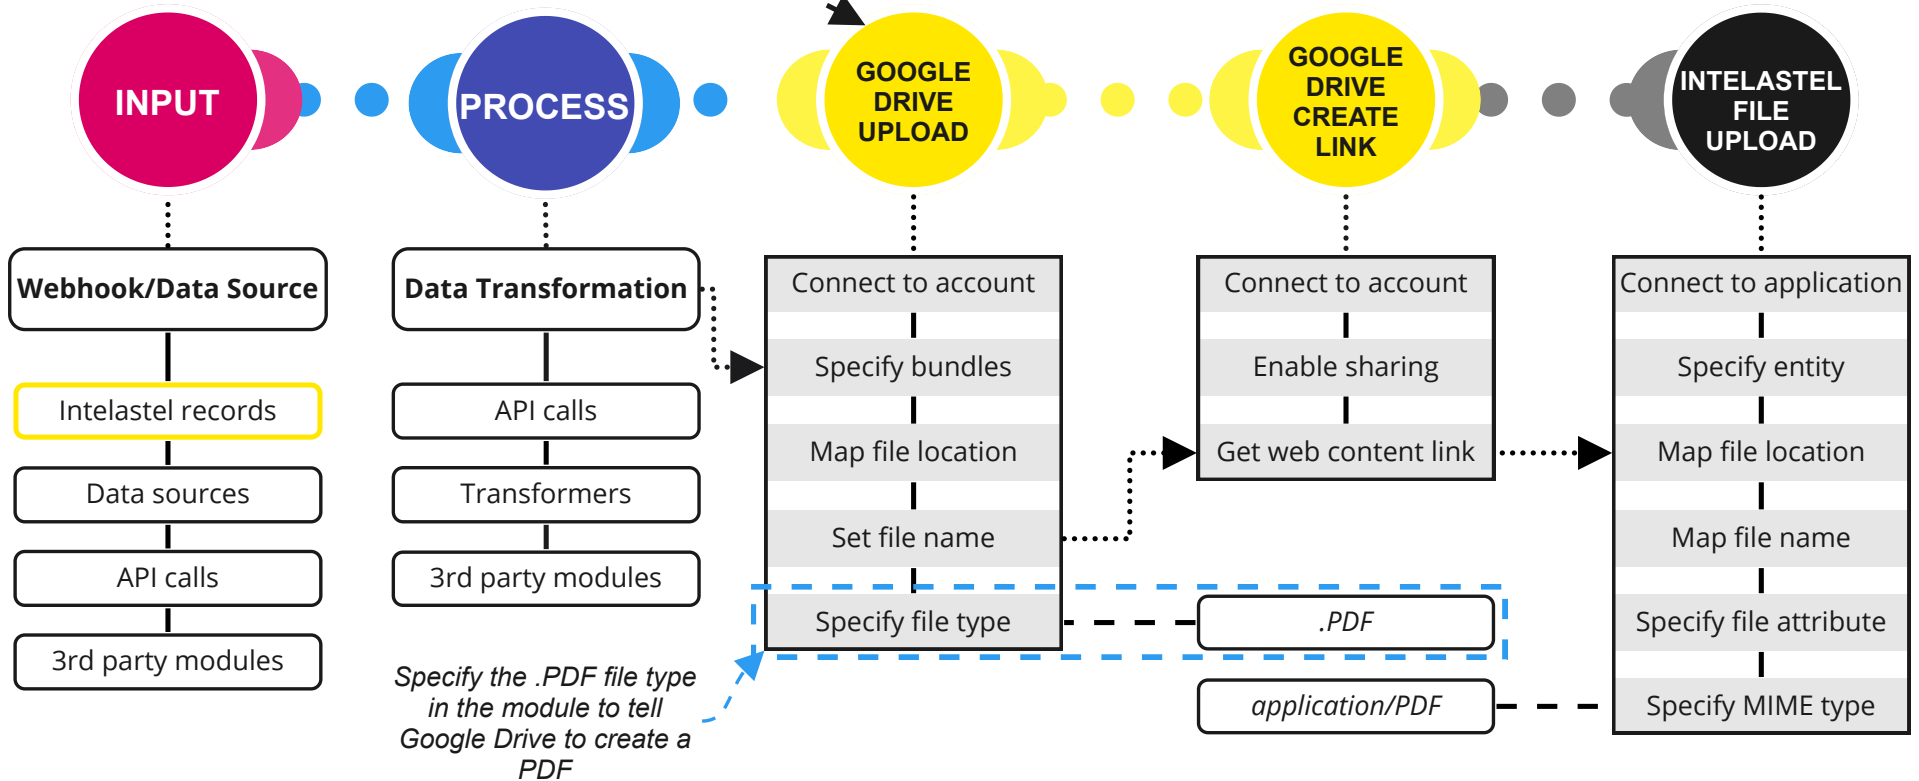 INPUT
PROCESS
GOOGLE
DRIVE
UPLOAD
GOOGLE
DRIVE
CREATE
LINK
INTELASTEL
FILE
UPLOAD
Webhook/Data Source
Intelastel records
Data sources
API calls
3rd party modules
Data Transformation
API calls
Transformers
3rd party modules
Connect to account
Specify bundles
Map file location
Set file name
Specify file type
Specify the .PDF file type
in the module to tell
Google Drive to create a
PDF
Connect to account
Enable sharing
Get web content link
.PDF
application/PDF
Connect to application
Specify entity
Map file location
Map file name
Specify file attribute
Specify MIME type